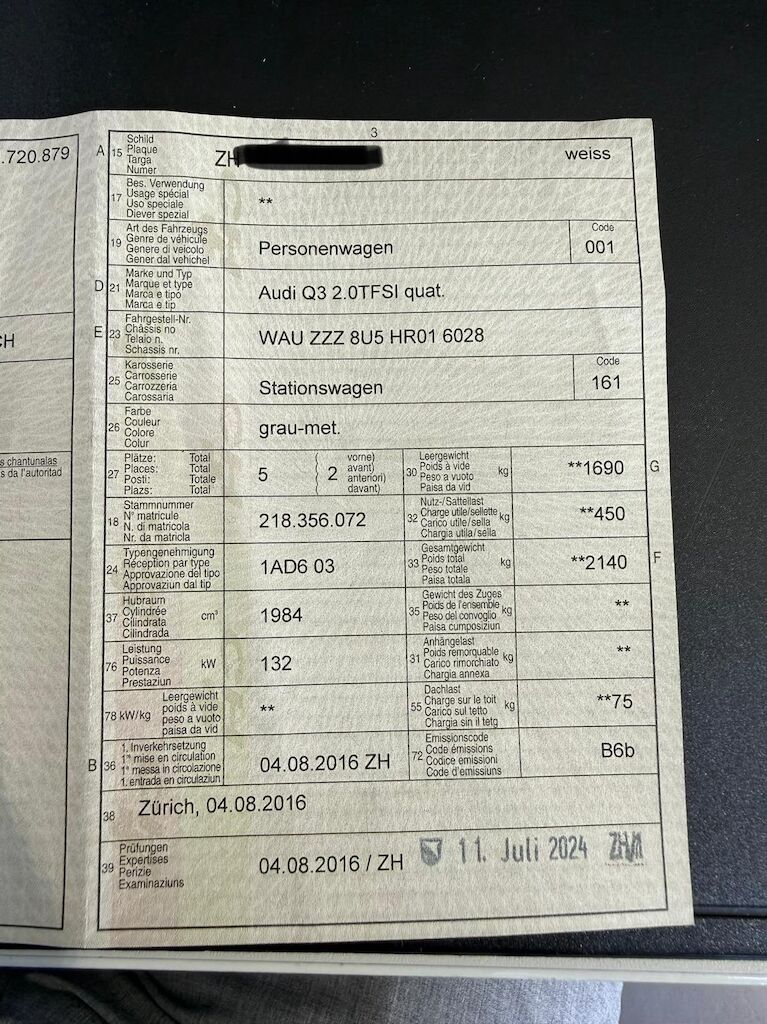 3
.720.879
A 15 Schild
Plaque
Targa
Numer
ZH
weiss
17 Bes. Verwendung
Usage spécial
Uso speciale
Diever spezial
**
19 Art des Fahrzeugs
Genre de véhicule
Genere di veicolo
Gener dal vehichel
Personenwagen
Code
001
D 21 Marke und Typ
Marque et type
Marca e tipo
Marca e tip
Audi Q3 2.0TFSI quat.
E 23 Fahrgestell-Nr.
Châssis no
Telaio n.
Schassis nr.
WAU ZZZ 8U5 HR01 6028
CH
25 Karosserie
Carrosserie
Carrozzeria
Carossaria
Stationswagen
Code
161
26 Farbe
Couleur
Colore
Colur
grau-met.
s chantunalas
s da l'autoritad
27 Plätze: Total
Places: Total
Posti: Totale
Plazs: Total
5
2
vorne)
avant)
anteriori)
davant)
30 Leergewicht
Poids à vide
Peso a vuoto
Paisa da vid
kg
**1690
G
18 Stammnummer
N° matricule
N. di matricola
Nr. da matricla
218.356.072
32 Nutz-/Sattellast
Charge utile/sellette
Carico utile/sella
Chargia utila/sella
kg
**450
24 Typengenehmigung
Réception par type
Approvazione del tipo
Approvaziun dal tip
1AD6 03
33 Gesamtgewicht
Poids total
Peso totale
Paisa totala
kg
**2140
F
37 Hubraum
Cylindrée
Cilindrata
Cilindrada
cm³
1984
35 Gewicht des Zuges
Poids de l'ensemble
Peso del convoglio
Paisa cumposiziun
kg
**
76 Leistung
Puissance
Potenza
Prestaziun
kW
132
31 Anhängelast
Poids remorquable
Carico rimorchiato
Chargia annexa
kg
**
78 kW/kg
Leergewicht
poids à vide
peso a vuoto
paisa da vid
**
55 Dachlast
Charge sur le toit
Carico sul tetto
Chargia sin il tetg
kg
**75
B 36 1. Inverkehrsetzung
1re mise en circulation
1a messa in circolazione
1. entrada en circulaziun
04.08.2016 ZH
72 Emissionscode
Code émissions
Codice emissioni
Code d'emissiuns
B6b
38 Zürich, 04.08.2016
39 Prüfungen
Expertises
Perizie
Examinaziuns
04.08.2016 / ZH
11. Juli 2024